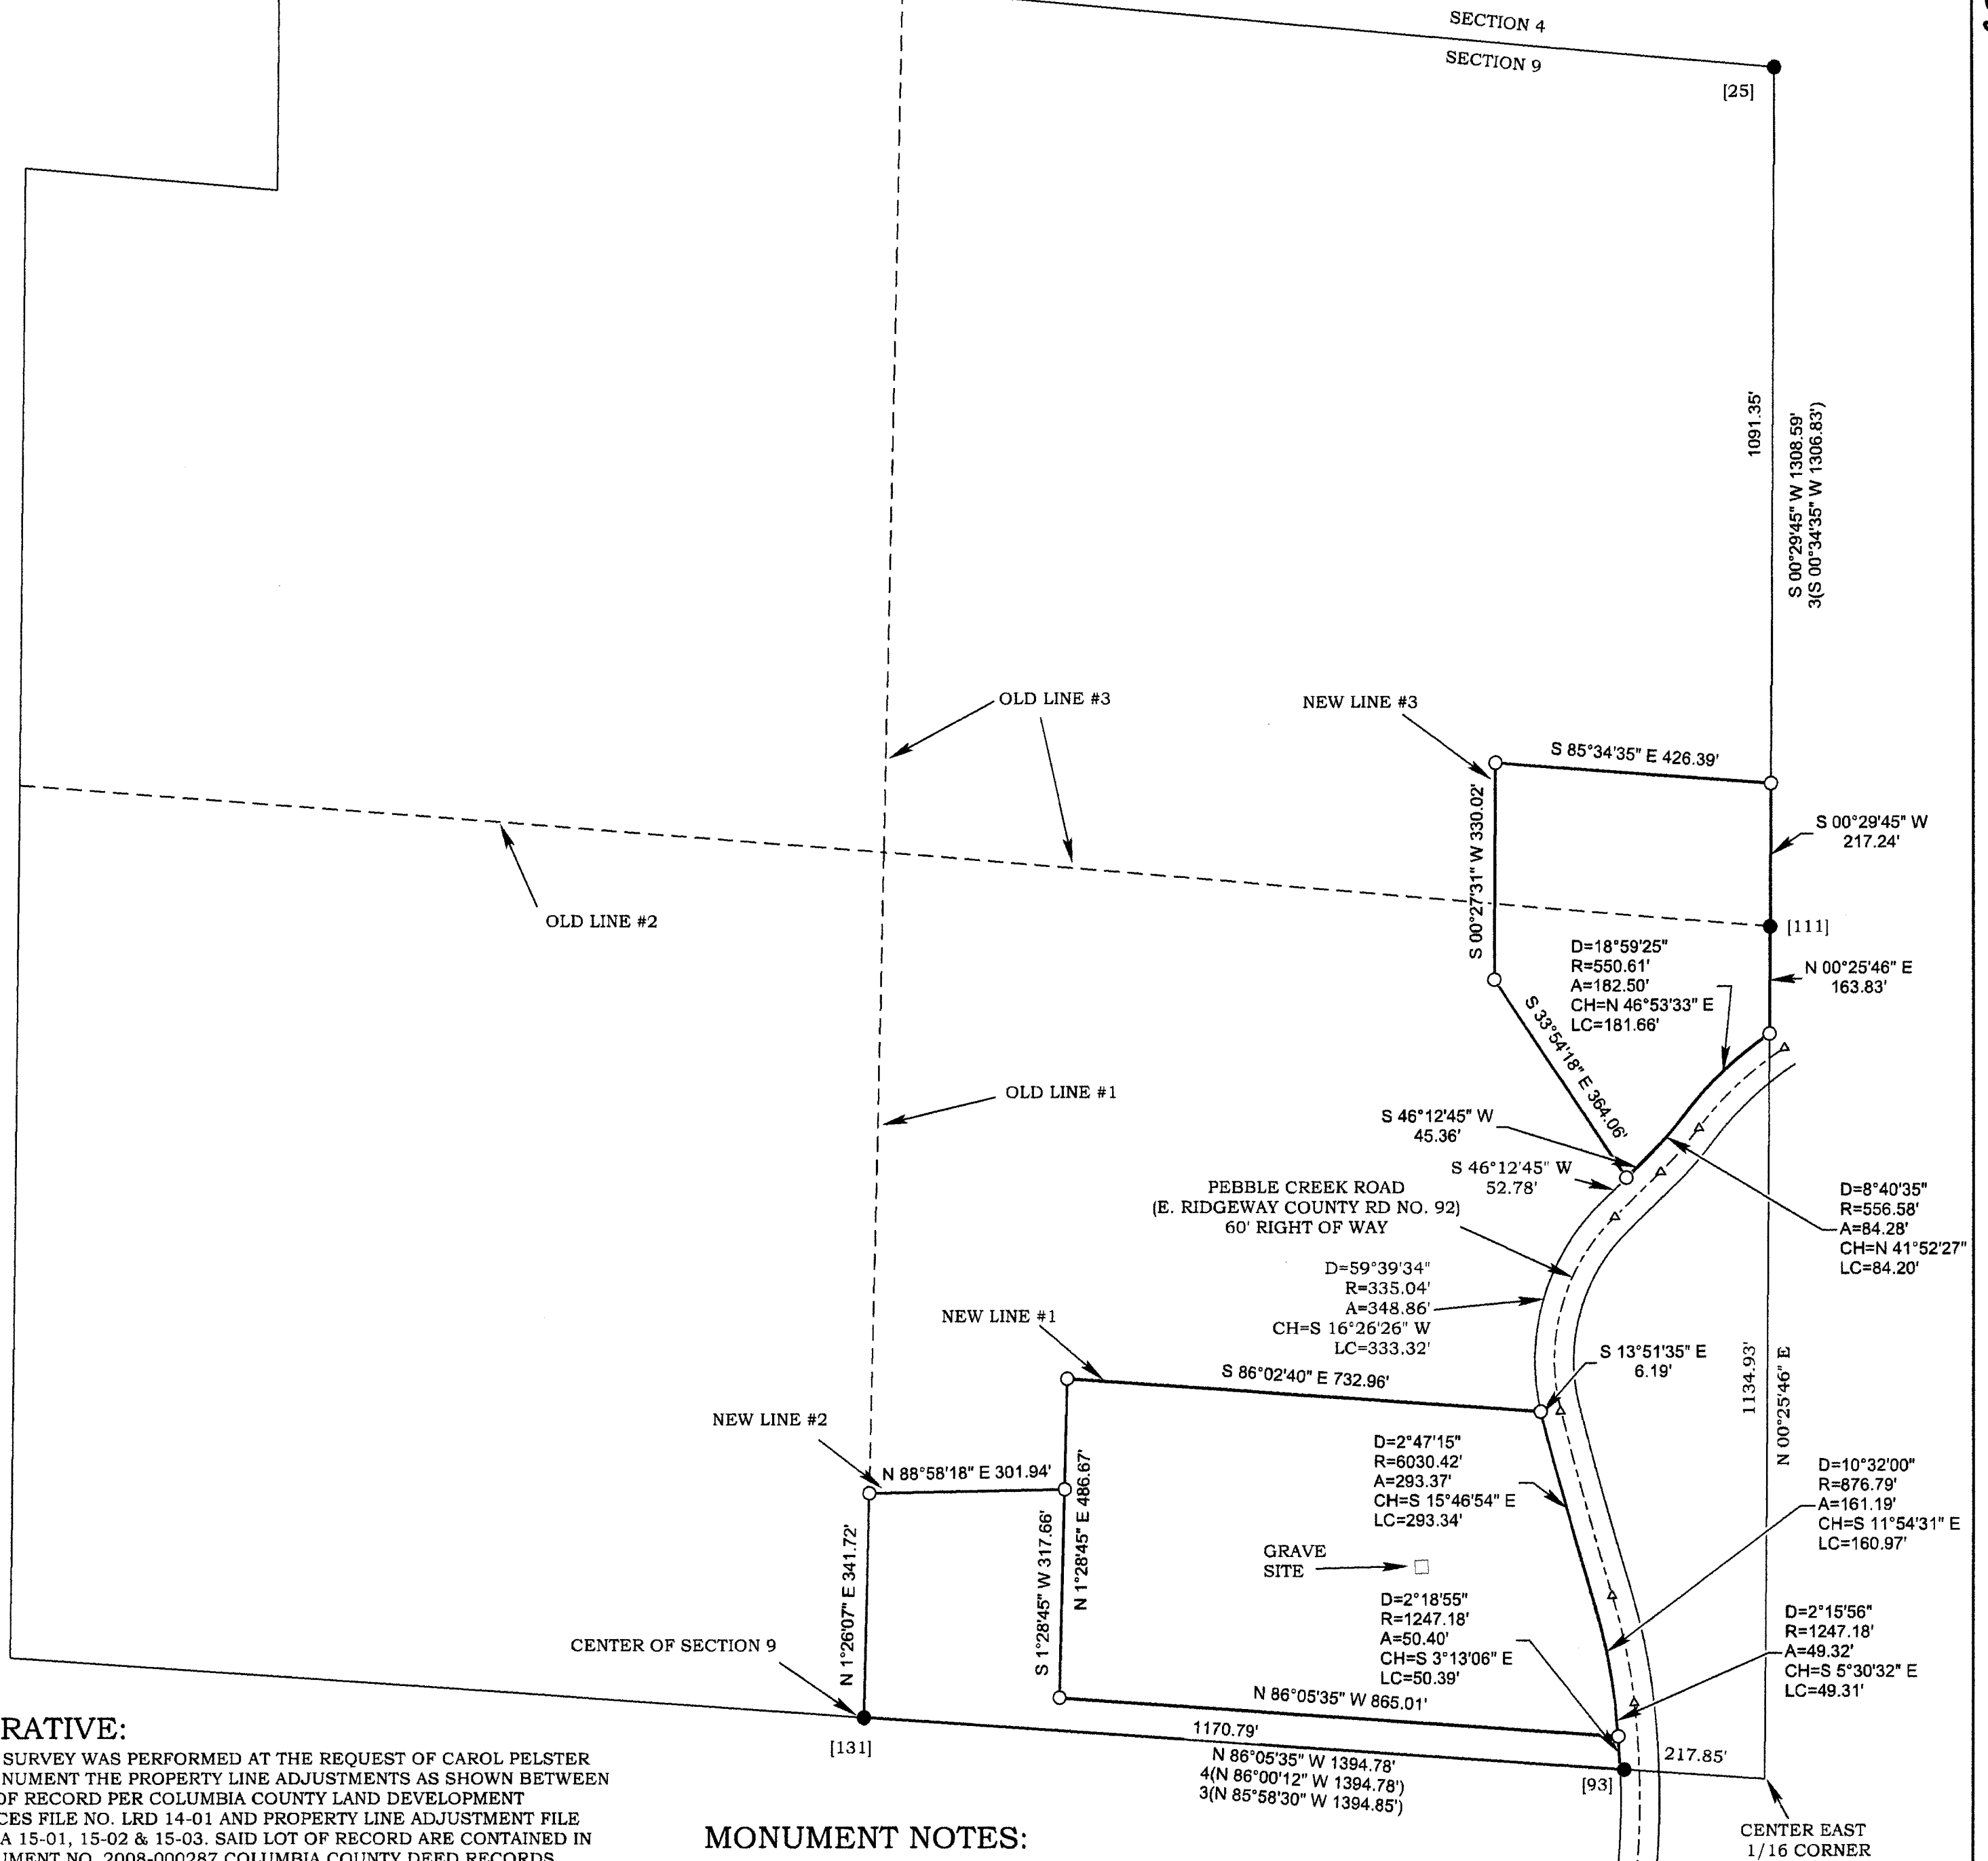 SECTION 4
SECTION 9
[25]
1091.35'
S 00°29'45" W 1308.59'
3(S 00°34'35" W 1306.83')
OLD LINE #3
NEW LINE #3
S 85°34'35" E 426.39'
S 00°27'31" W 330.02'
S 00°29'45" W
217.24'
OLD LINE #2
[111]
D=18°59'25"
R=550.61'
A=182.50'
CH=N 46°53'33" E
LC=181.66'
N 00°25'46" E
163.83'
S 33°54'18" E 364.06'
OLD LINE #1
S 46°12'45" W
45.36'
S 46°12'45" W
52.78'
PEBBLE CREEK ROAD
(E. RIDGEWAY COUNTY RD NO. 92)
60' RIGHT OF WAY
D=8°40'35"
R=556.58'
A=84.28'
CH=N 41°52'27"
LC=84.20'
D=59°39'34"
R=335.04'
A=348.86'
CH=S 16°26'26" W
LC=333.32'
NEW LINE #1
S 86°02'40" E 732.96'
S 13°51'35" E
6.19'
1134.93'
N 00°25'46" E
NEW LINE #2
N 88°58'18" E 301.94'
D=2°47'15"
R=6030.42'
A=293.37'
CH=S 15°46'54" E
LC=293.34'
D=10°32'00"
R=876.79'
A=161.19'
CH=S 11°54'31" E
LC=160.97'
N 1°26'07" E 341.72'
S 1°28'45" W 317.66'
N 1°28'45" E 486.67'
GRAVE
SITE
D=2°18'55"
R=1247.18'
A=50.40'
CH=S 3°13'06" E
LC=50.39'
D=2°15'56"
R=1247.18'
A=49.32'
CH=S 5°30'32" E
LC=49.31'
CENTER OF SECTION 9
N 86°05'35" W 865.01'
[131]
1170.79'
N 86°05'35" W 1394.78'
4(N 86°00'12" W 1394.78')
3(N 85°58'30" W 1394.85')
[93]
217.85'
CENTER EAST
1/16 CORNER
RATIVE:
SURVEY WAS PERFORMED AT THE REQUEST OF CAROL PELSTER
NUMENT THE PROPERTY LINE ADJUSTMENTS AS SHOWN BETWEEN
OF RECORD PER COLUMBIA COUNTY LAND DEVELOPMENT
CES FILE NO. LRD 14-01 AND PROPERTY LINE ADJUSTMENT FILE
A 15-01, 15-02 & 15-03. SAID LOT OF RECORD ARE CONTAINED IN
UMENT NO. 2008-000287 COLUMBIA COUNTY DEED RECORDS
MONUMENT NOTES: